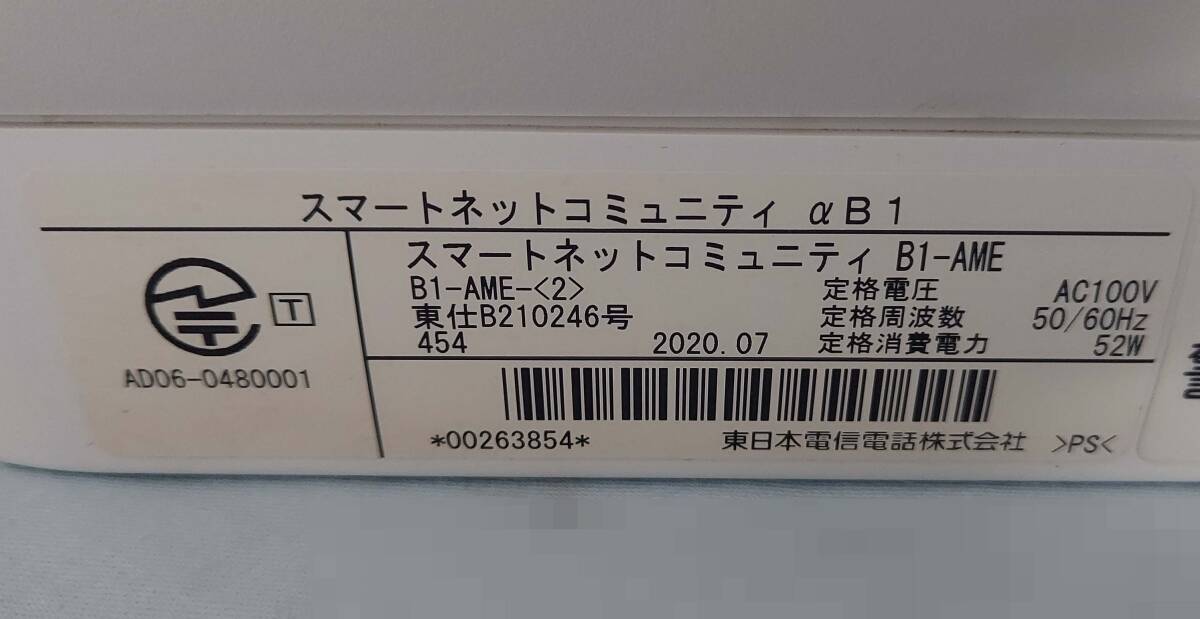 スマートネットコミュニティ αB1
スマートネットコミュニティ B1-AME
B1-AME-<2> 定格電圧 AC100V
東仕B210246号 定格周波数 50/60Hz
454 2020.07 定格消費電力 52W
T
AD06-0480001
*00263854* 東日本電信電話株式会社 >PS<